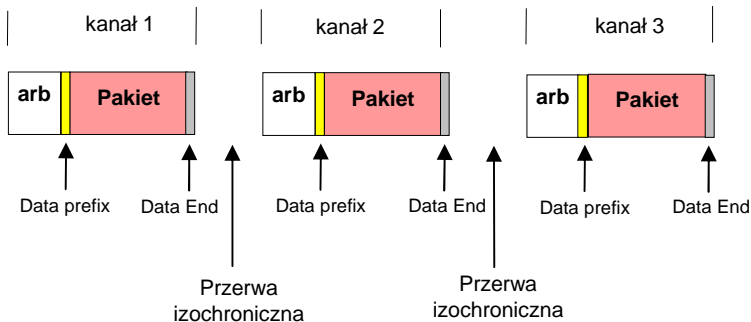 kanał 1
kanał 2
kanał 3
arb Pakiet
arb Pakiet
arb Pakiet
Data prefix Data End
Data prefix Data End
Data prefix Data End
Przerwa
izochroniczna
Przerwa
izochroniczna